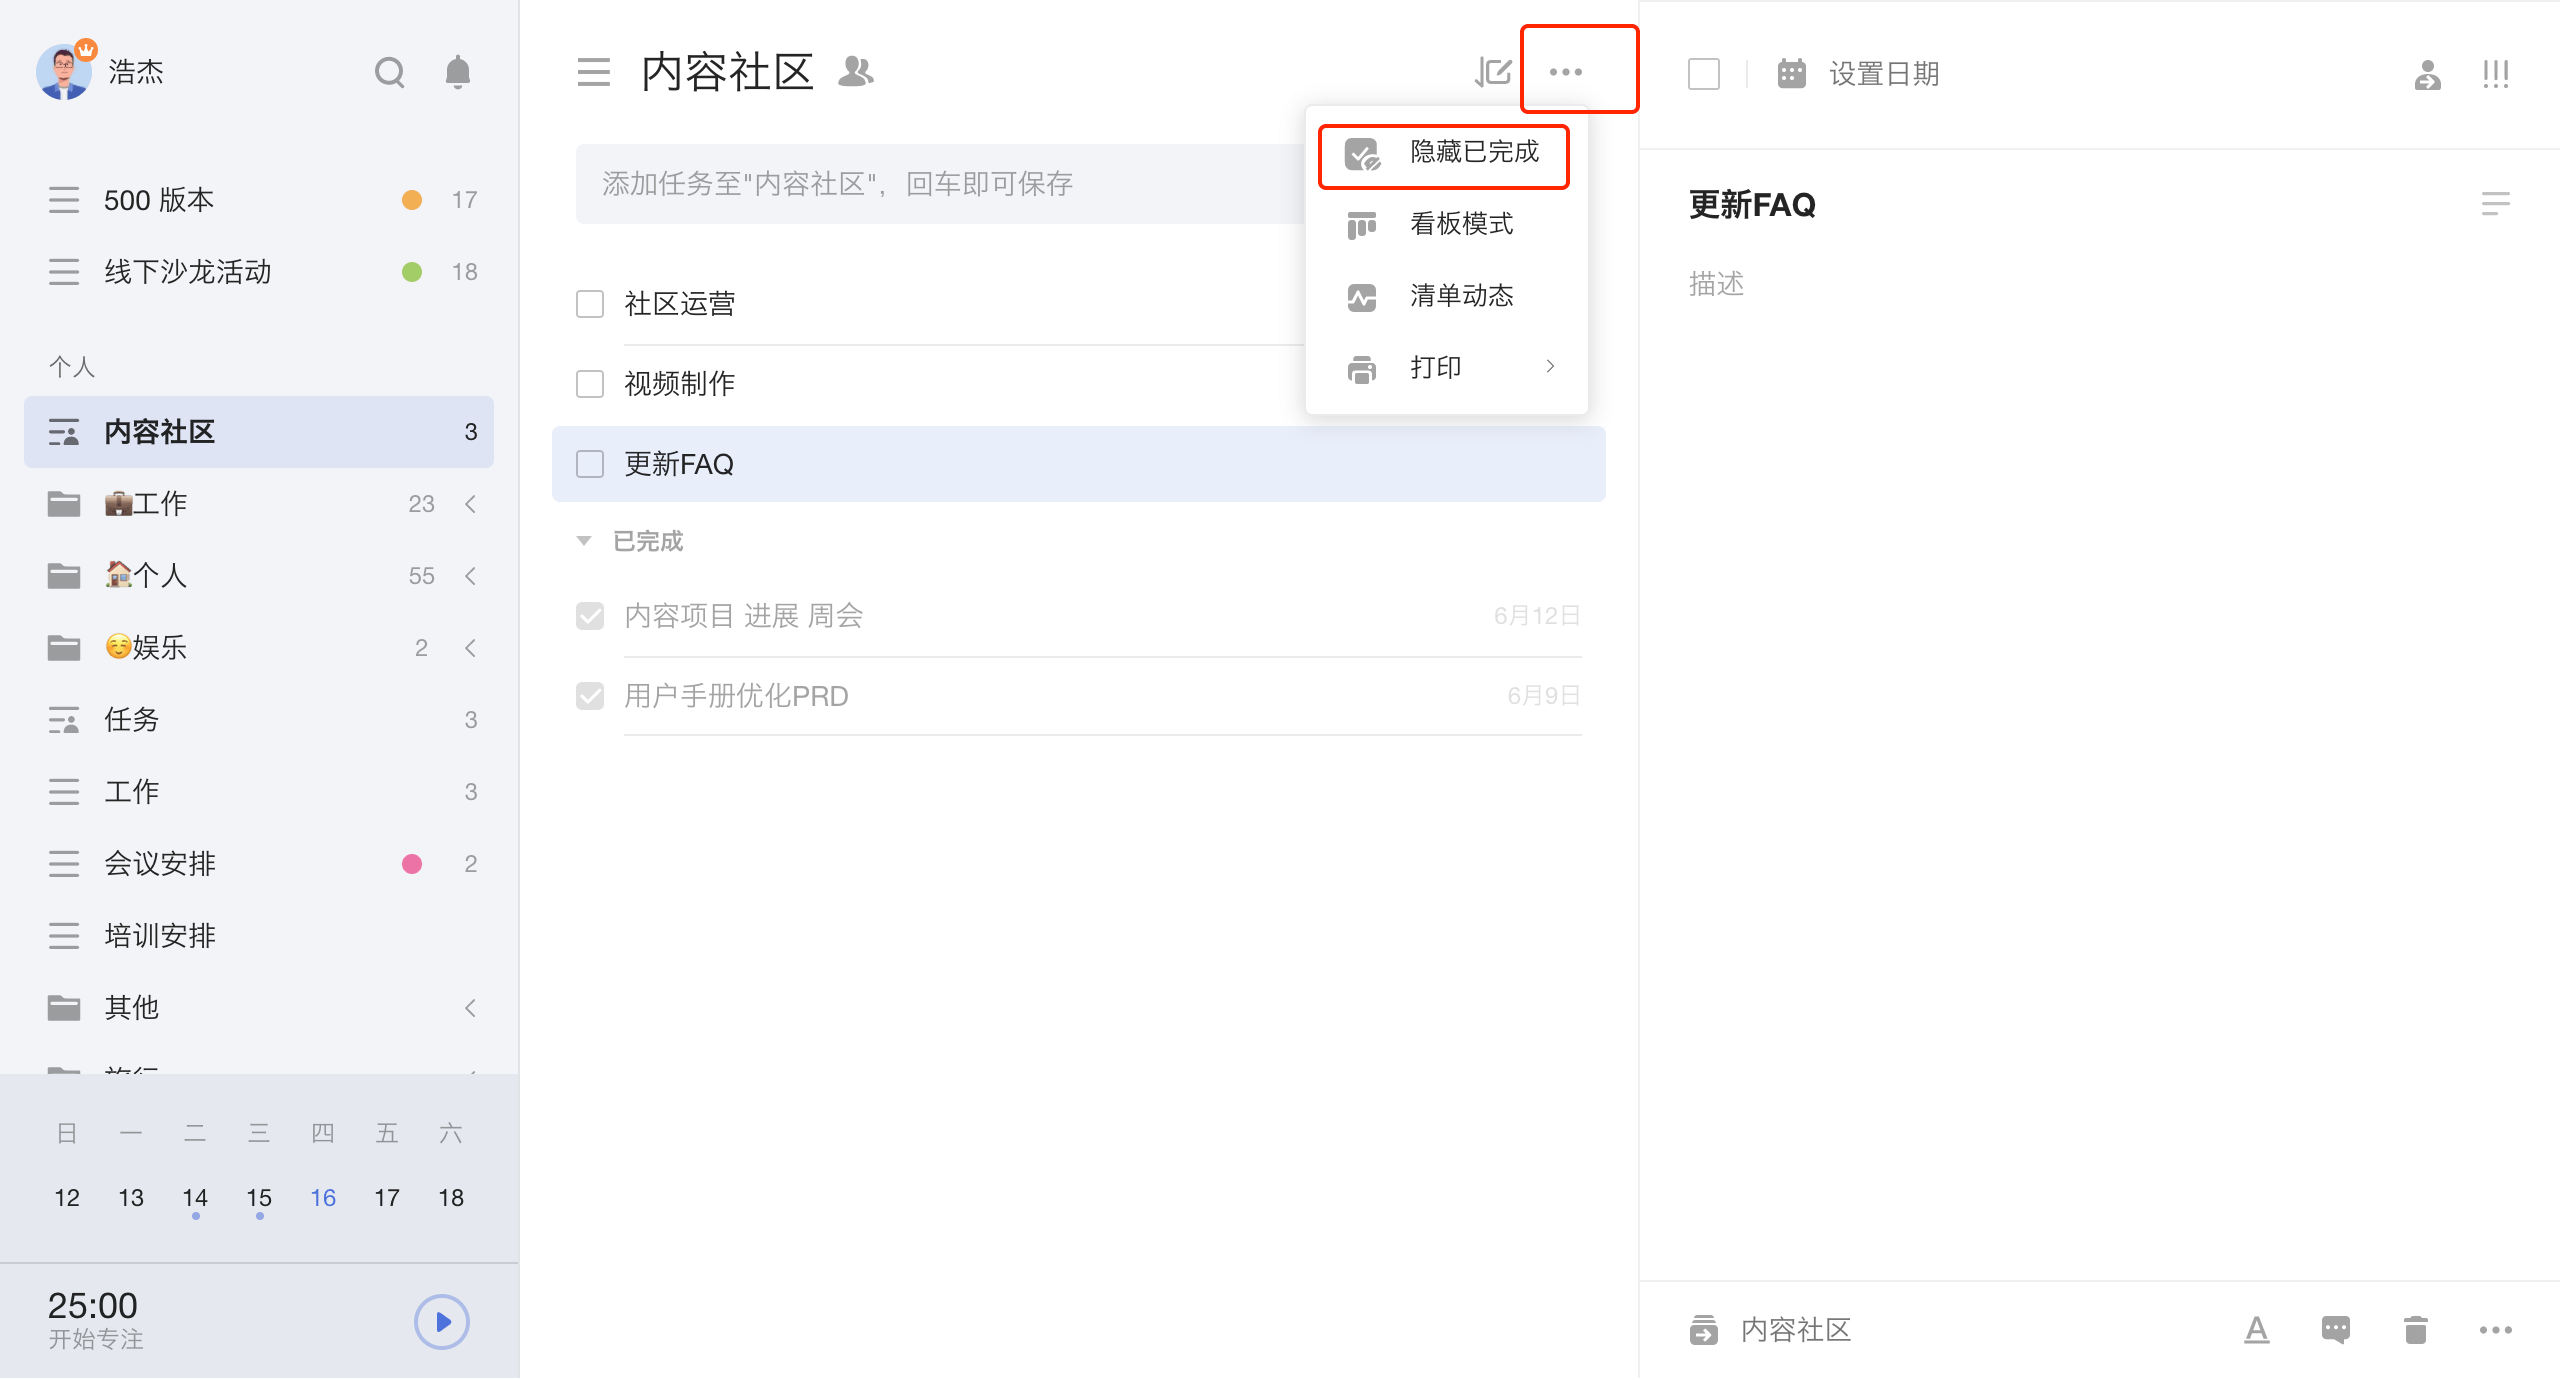 浩杰
500 版本 17
线下沙龙活动 18
个人
内容社区 3
💼工作 23
🏠个人 55
☺️娱乐 2
任务 3
工作 3
会议安排 2
培训安排
其他
旅行
日 一 二 三 四 五 六
12 13 14 15 16 17 18
25:00
开始专注
内容社区
添加任务至"内容社区"，回车即可保存
社区运营
视频制作
更新FAQ
已完成
内容项目 进展 周会 6月12日
用户手册优化PRD 6月9日
隐藏已完成
看板模式
清单动态
打印
设置日期
更新FAQ
描述
内容社区